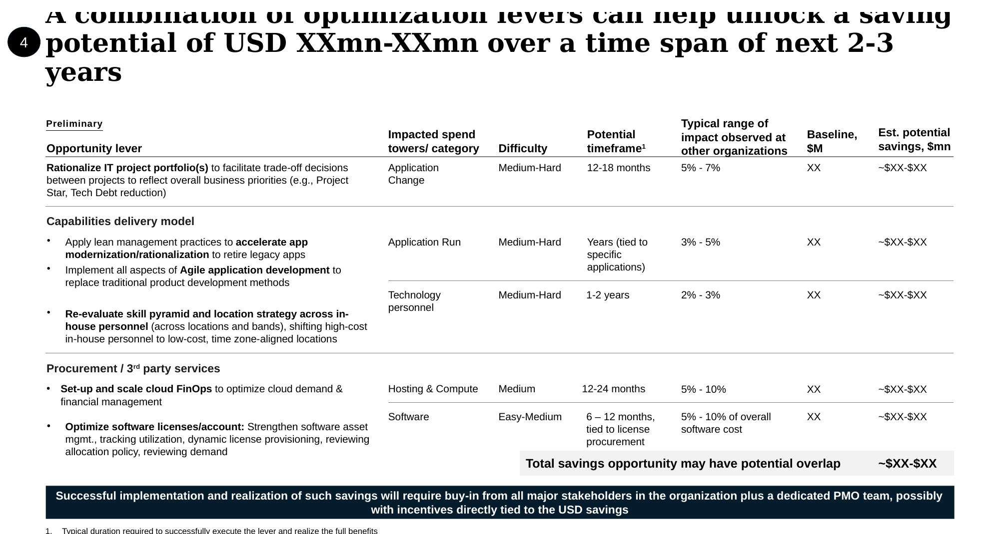 A combination of optimization levers can help unlock a saving
4
potential of USD XXmn-XXmn over a time span of next 2-3
years
Preliminary
Opportunity lever
Impacted spend
towers/ category
Difficulty
Potential
timeframe¹
Typical range of
impact observed at
other organizations
Baseline,
$M
Est. potential
savings, $mn
Rationalize IT project portfolio(s) to facilitate trade-off decisions
between projects to reflect overall business priorities (e.g., Project
Star, Tech Debt reduction)
Application
Change
Medium-Hard
12-18 months
5% - 7%
XX
~$XX-$XX
Capabilities delivery model
• Apply lean management practices to accelerate app
modernization/rationalization to retire legacy apps
• Implement all aspects of Agile application development to
replace traditional product development methods
Application Run
Medium-Hard
Years (tied to
specific
applications)
3% - 5%
XX
~$XX-$XX
Technology
personnel
Medium-Hard
1-2 years
2% - 3%
XX
~$XX-$XX
• Re-evaluate skill pyramid and location strategy across in-
house personnel (across locations and bands), shifting high-cost
in-house personnel to low-cost, time zone-aligned locations
Procurement / 3rd party services
• Set-up and scale cloud FinOps to optimize cloud demand &
financial management
Hosting & Compute
Medium
12-24 months
5% - 10%
XX
~$XX-$XX
• Optimize software licenses/account: Strengthen software asset
mgmt., tracking utilization, dynamic license provisioning, reviewing
allocation policy, reviewing demand
Software
Easy-Medium
6 – 12 months,
tied to license
procurement
5% - 10% of overall
software cost
XX
~$XX-$XX
Total savings opportunity may have potential overlap
~$XX-$XX
Successful implementation and realization of such savings will require buy-in from all major stakeholders in the organization plus a dedicated PMO team, possibly
with incentives directly tied to the USD savings
1. Typical duration required to successfully execute the lever and realize the full benefits